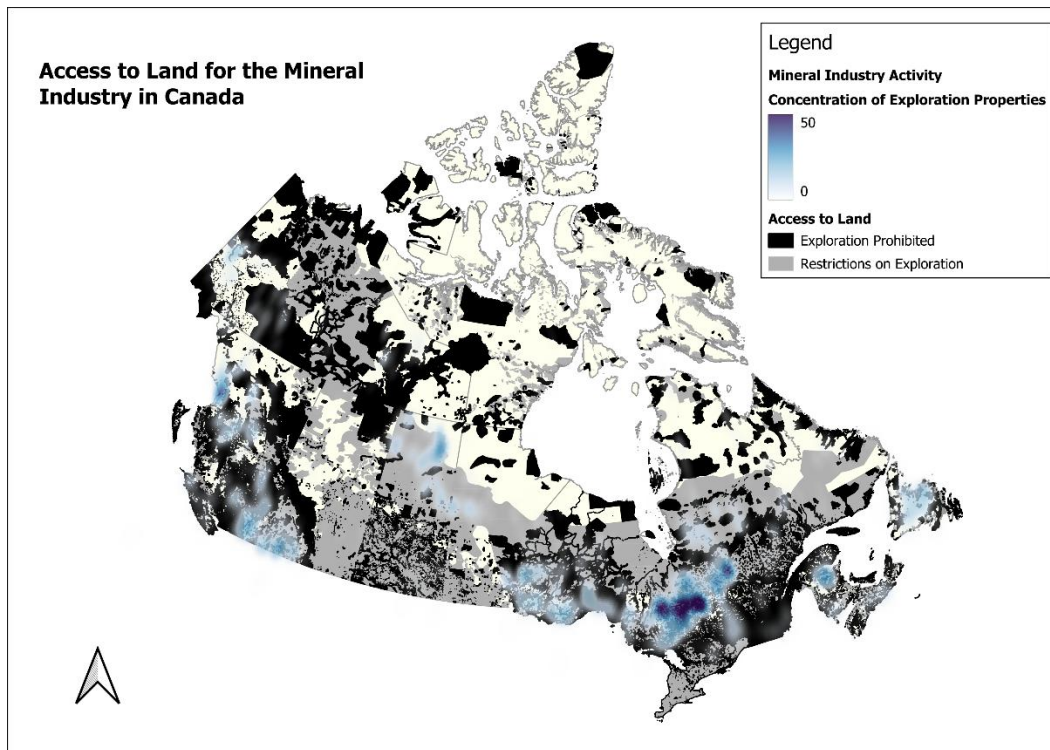 Access to Land for the Mineral
Industry in Canada
Legend
Mineral Industry Activity
Concentration of Exploration Properties
50
0
Access to Land
Exploration Prohibited
Restrictions on Exploration